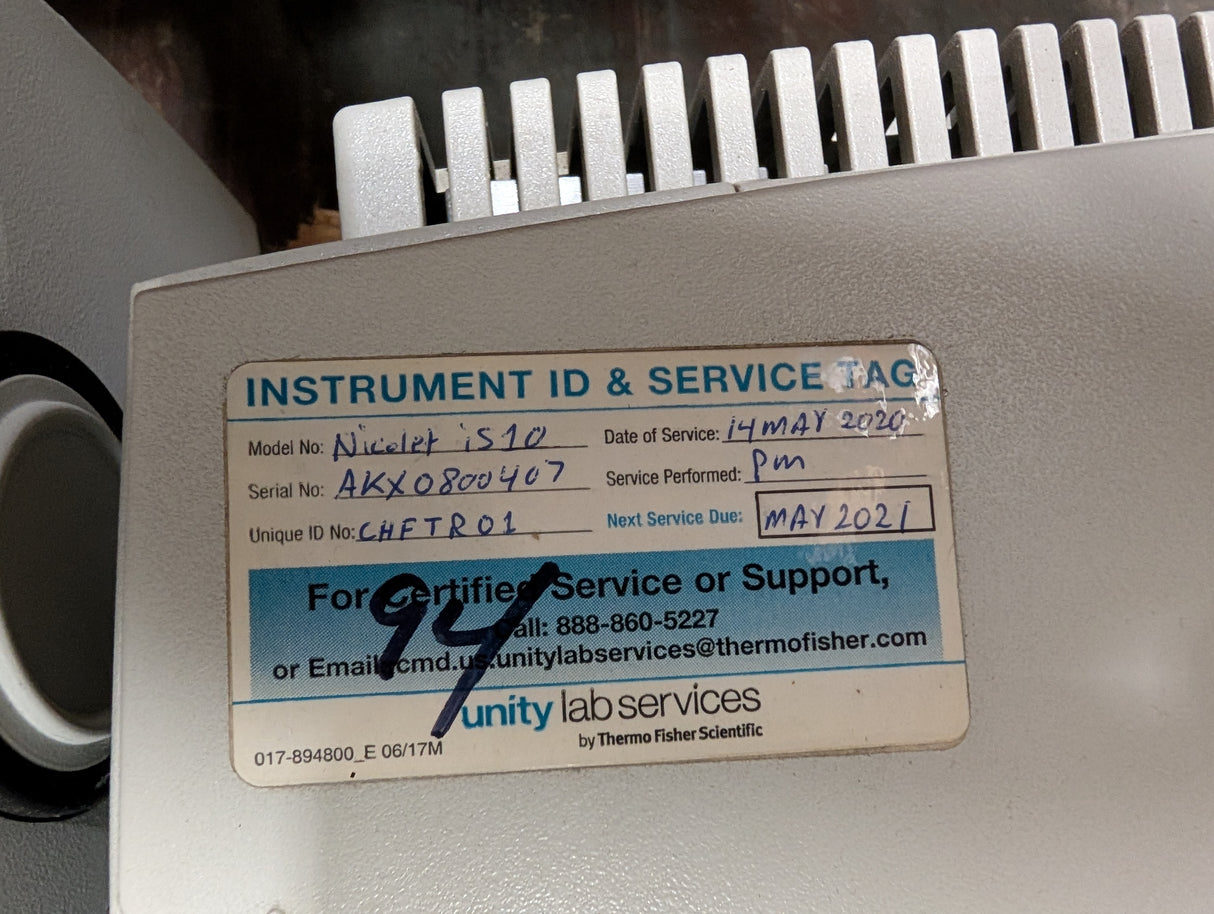 INSTRUMENT ID & SERVICE TAG
Model No: Nicolet iS10 Date of Service: 14 MAY 2020
Serial No: AKX0800407 Service Performed: pm
Unique ID No: CHFTR01 Next Service Due: MAY 2021
For Certified Service or Support,
Call: 888-860-5227
or Email: cmd.us.unitylabservices@thermofisher.com
94
unity lab services
by Thermo Fisher Scientific
017-894800_E 06/17M